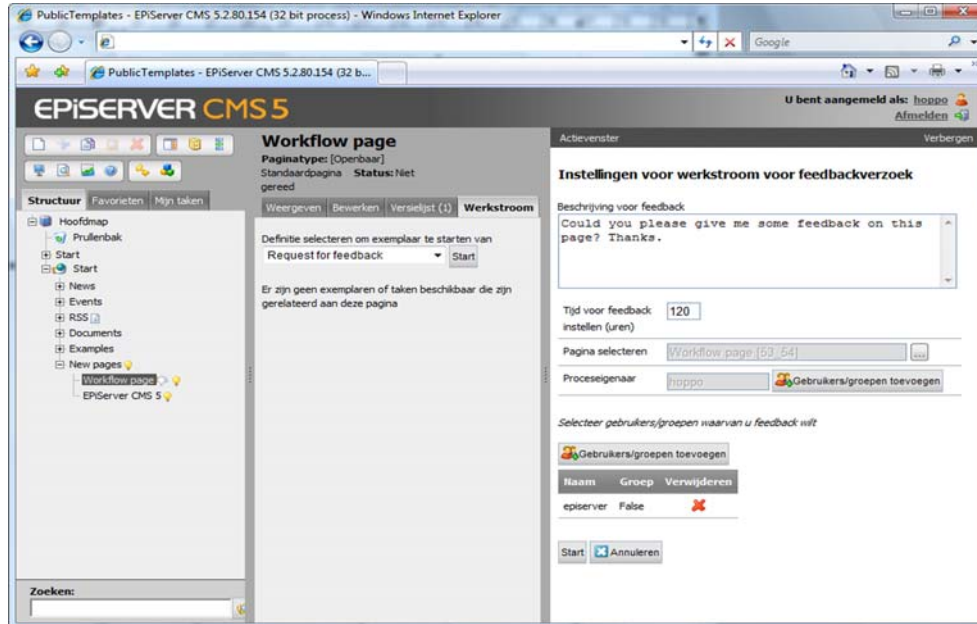 PublicTemplates - EPiServer CMS 5.2.80.154 (32 bit process) - Windows Internet Explorer
Google
PublicTemplates - EPiServer CMS 5.2.80.154 (32 b...
EPiSERVER CMS 5
U bent aangemeld als: hoppo
Afmelden
Structuur Favorieten Mijn taken
Hoofdmap
Prullenbak
Start
Start
News
Events
RSS
Documents
Examples
New pages
Workflow page
EPiServer CMS 5
Zoeken:
Workflow page
Paginatype: [Openbaar]
Standaardpagina Status: Niet
gereed
Weergeven Bewerken Versielijst (1) Werkstroom
Definitie selecteren om exemplaar te starten van
Request for feedback Start
Er zijn geen exemplaren of taken beschikbaar die zijn
gerelateerd aan deze pagina
Actievenster Verbergen
Instellingen voor werkstroom voor feedbackverzoek
Beschrijving voor feedback
Could you please give me some feedback on this
page? Thanks.
Tijd voor feedback
instellen (uren) 120
Pagina selecteren Workflow page [53_54] ...
Proceseigenaar hoppo Gebruikers/groepen toevoegen
Selecteer gebruikers/groepen waarvan u feedback wilt
Gebruikers/groepen toevoegen
Naam Groep Verwijderen
episerver False
Start Annuleren